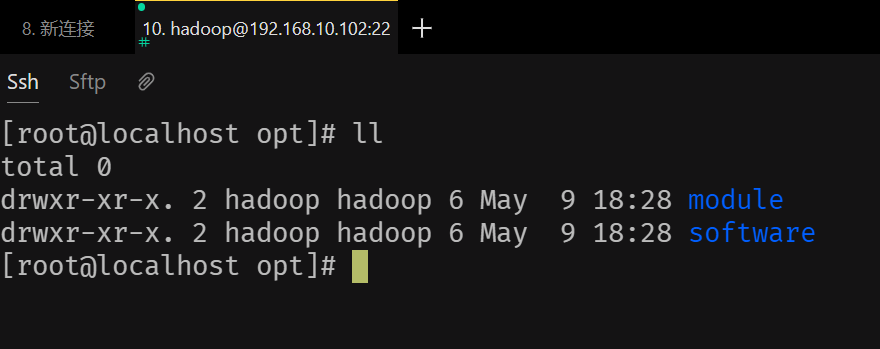 8. 新连接
10. hadoop@192.168.10.102:22
Ssh Sftp
[root@localhost opt]# ll
total 0
drwxr-xr-x. 2 hadoop hadoop 6 May  9 18:28 module
drwxr-xr-x. 2 hadoop hadoop 6 May  9 18:28 software
[root@localhost opt]#